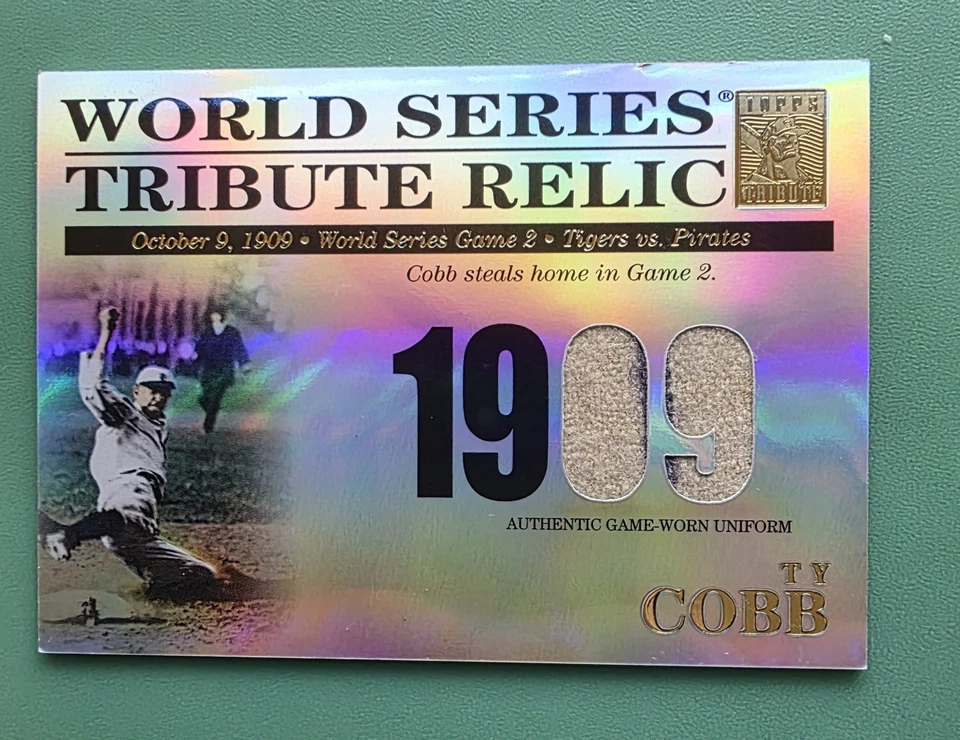 WORLD SERIES®
TRIBUTE RELIC
TOPPS
TRIBUTE
October 9, 1909 • World Series Game 2 • Tigers vs. Pirates
Cobb steals home in Game 2.
1909
AUTHENTIC GAME-WORN UNIFORM
TY
COBB